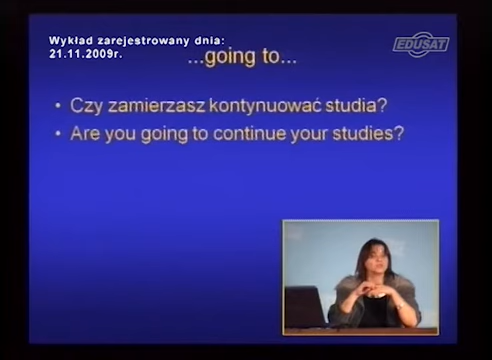 Wykład zarejestrowany dnia:
21.11.2009r.
EDUSAT
...going to...
• Czy zamierzasz kontynuować studia?
• Are you going to continue your studies?